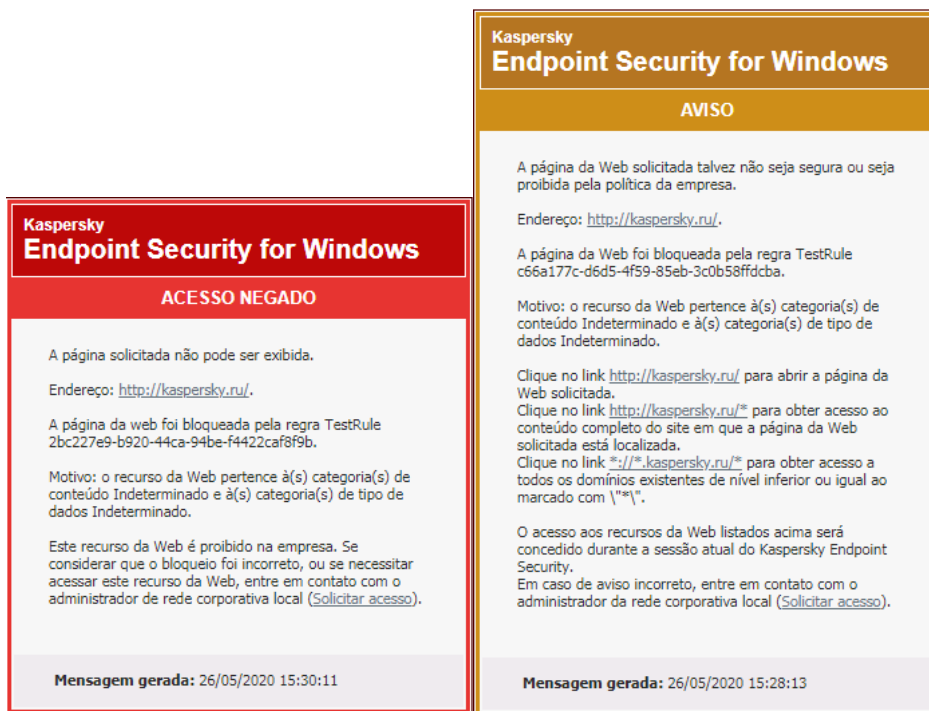 Kaspersky
Endpoint Security for Windows
ACESSO NEGADO
A página solicitada não pode ser exibida.
Endereço: http://kaspersky.ru/.
A página da web foi bloqueada pela regra TestRule
2bc227e9-b920-44ca-94be-f4422caf8f9b.
Motivo: o recurso da Web pertence à(s) categoria(s) de
conteúdo Indeterminado e à(s) categoria(s) de tipo de
dados Indeterminado.
Este recurso da Web é proibido na empresa. Se
considerar que o bloqueio foi incorreto, ou se necessitar
acessar este recurso da Web, entre em contato com o
administrador de rede corporativa local (Solicitar acesso).
Mensagem gerada: 26/05/2020 15:30:11
Kaspersky
Endpoint Security for Windows
AVISO
A página da Web solicitada talvez não seja segura ou seja
proibida pela política da empresa.
Endereço: http://kaspersky.ru/.
A página da Web foi bloqueada pela regra TestRule
c66a177c-d6d5-4f59-85eb-3c0b58ffdcba.
Motivo: o recurso da Web pertence à(s) categoria(s) de
conteúdo Indeterminado e à(s) categoria(s) de tipo de
dados Indeterminado.
Clique no link http://kaspersky.ru/ para abrir a página da
Web solicitada.
Clique no link http://kaspersky.ru/* para obter acesso ao
conteúdo completo do site em que a página da Web
solicitada está localizada.
Clique no link *://*.kaspersky.ru/* para obter acesso a
todos os domínios existentes de nível inferior ou igual ao
marcado com \"*\".
O acesso aos recursos da Web listados acima será
concedido durante a sessão atual do Kaspersky Endpoint
Security.
Em caso de aviso incorreto, entre em contato com o
administrador da rede corporativa local (Solicitar acesso).
Mensagem gerada: 26/05/2020 15:28:13